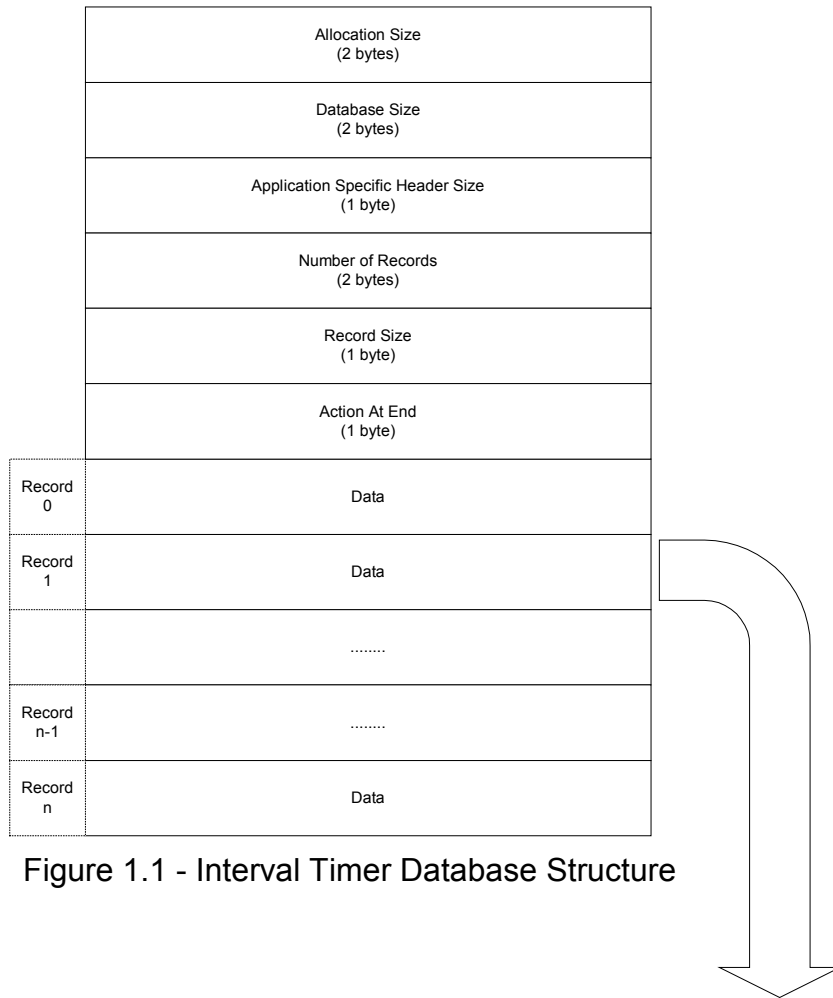 Allocation Size
(2 bytes)
Database Size
(2 bytes)
Application Specific Header Size
(1 byte)
Number of Records
(2 bytes)
Record Size
(1 byte)
Action At End
(1 byte)
Record
0
Data
Record
1
Data
........
Record
n-1
........
Record
n
Data
Figure 1.1 - Interval Timer Database Structure